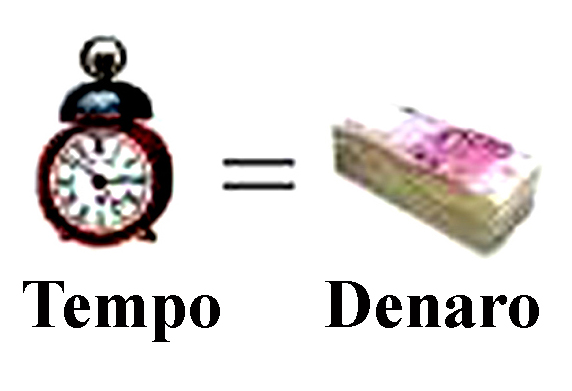 =
Tempo Denaro